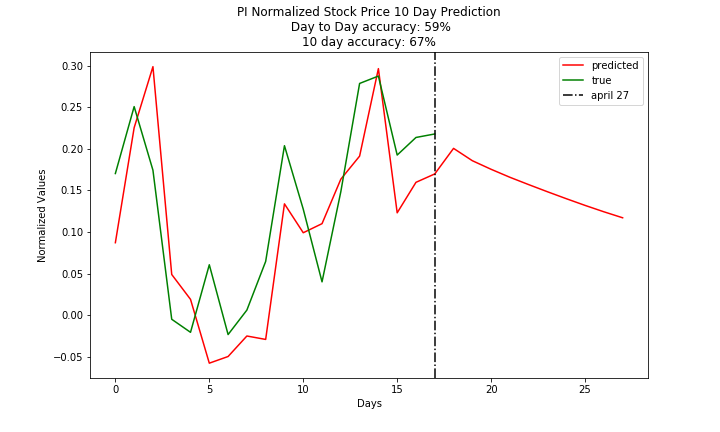 PI Normalized Stock Price 10 Day Prediction
Day to Day accuracy: 59%
10 day accuracy: 67%
predicted
true
april 27
Normalized Values
0.30
0.25
0.20
0.15
0.10
0.05
0.00
−0.05
0 5 10 15 20 25
Days